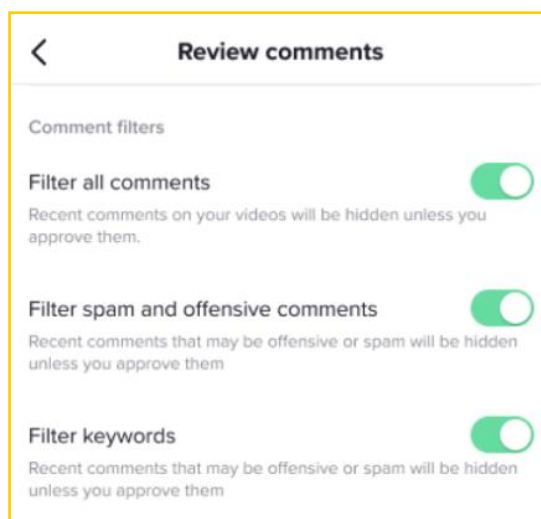 Review comments
Comment filters
Filter all comments
Recent comments on your videos will be hidden unless you
approve them.
Filter spam and offensive comments
Recent comments that may be offensive or spam will be hidden
unless you approve them
Filter keywords
Recent comments that may be offensive or spam will be hidden
unless you approve them